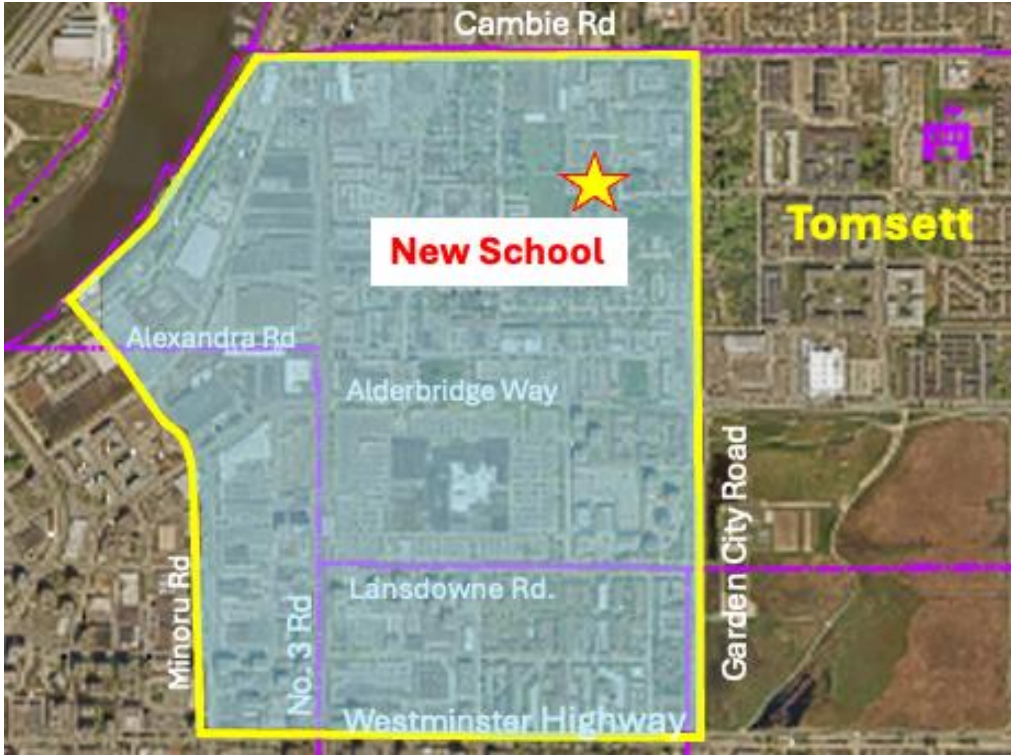 Cambie Rd
Tomsett
New School
Alexandra Rd
Alderbridge Way
Garden City Road
Minoru Rd
No. 3 Rd
Lansdowne Rd.
Westminster Highway